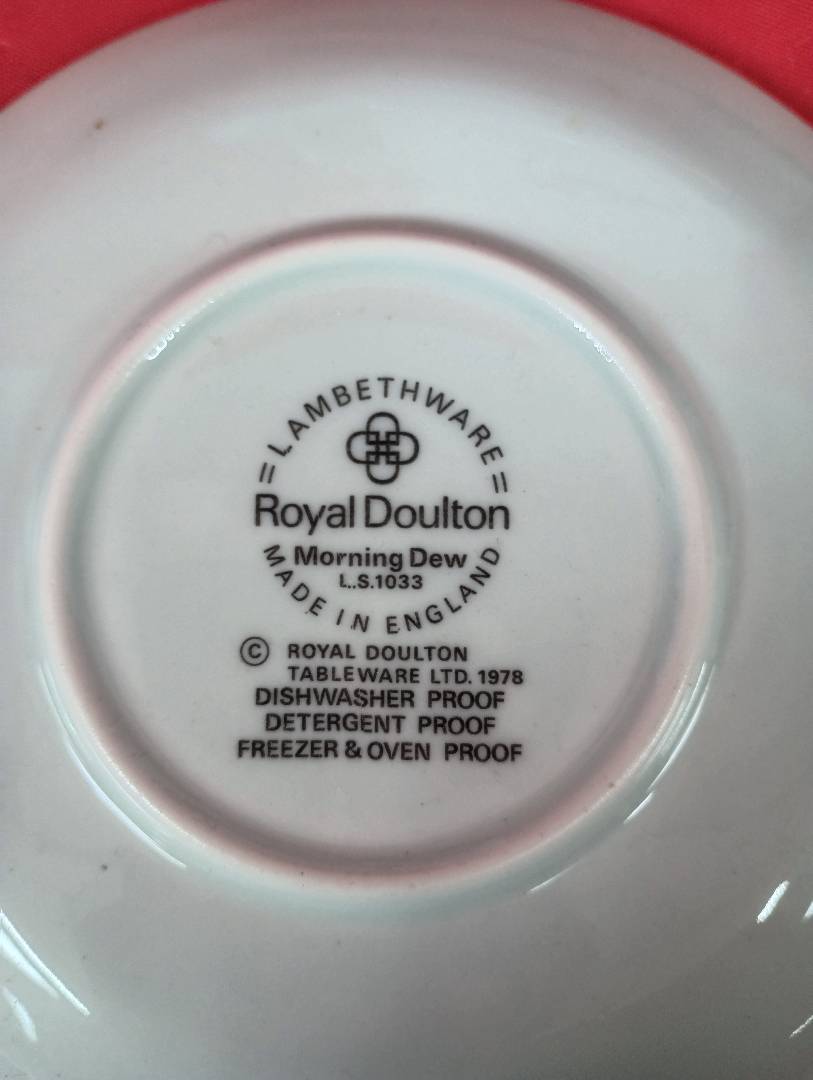 =LAMBETHWARE=
Royal Doulton
Morning Dew
L.S.1033
MADE IN ENGLAND
© ROYAL DOULTON
TABLEWARE LTD. 1978
DISHWASHER PROOF
DETERGENT PROOF
FREEZER & OVEN PROOF